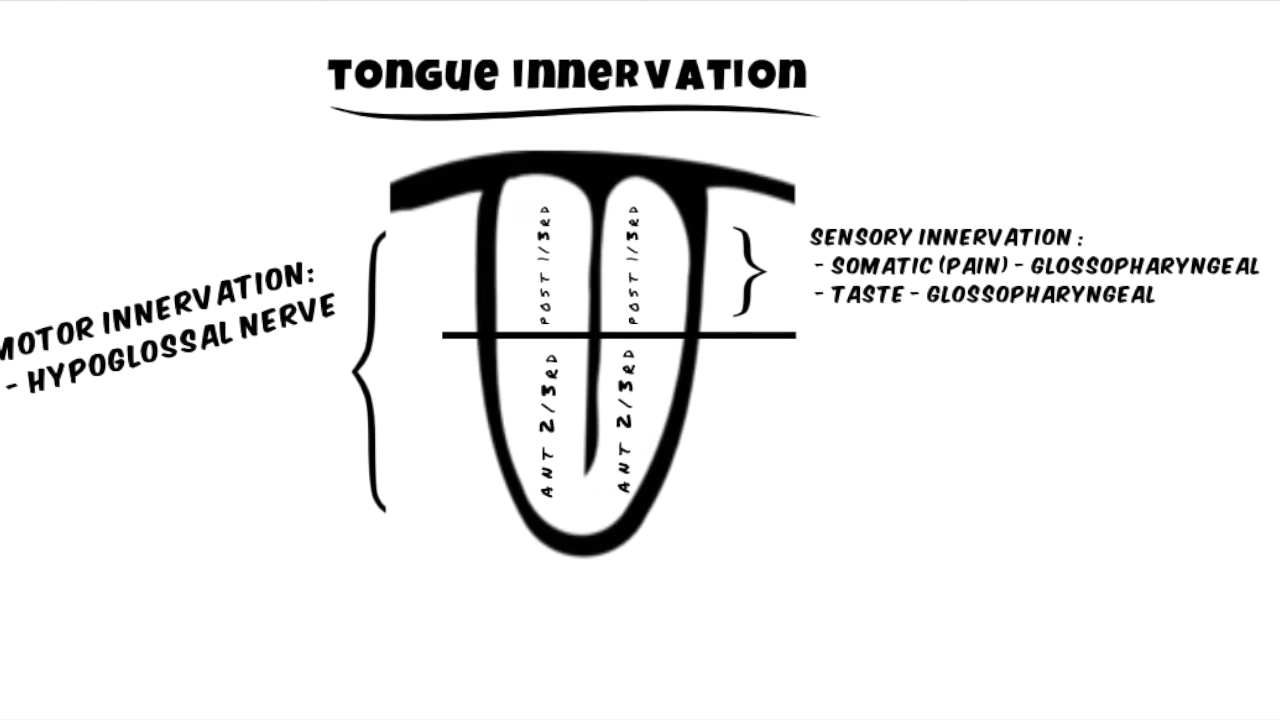 Tongue Innervation
MOTOR INNERVATION:
- HYPOGLOSSAL NERVE
POST 1/3RD
POST 1/3RD
ANT 2/3RD
ANT 2/3RD
SENSORY INNERVATION :
- SOMATIC (PAIN) - GLOSSOPHARYNGEAL
- TASTE - GLOSSOPHARYNGEAL